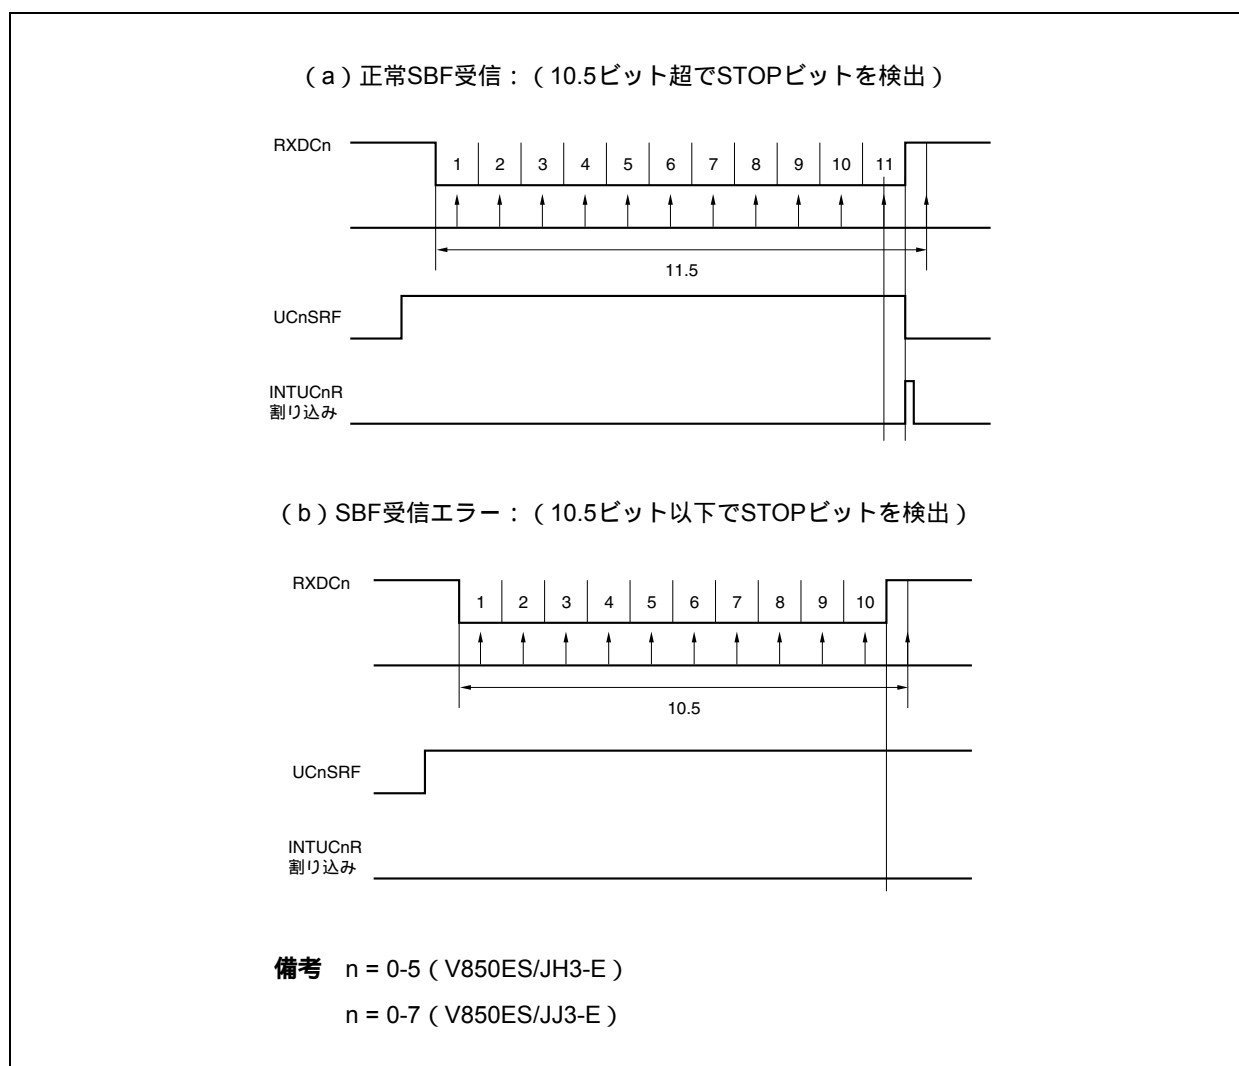 （a）正常SBF受信：（10.5ビット超でSTOPビットを検出）
RXDCn
1 2 3 4 5 6 7 8 9 10 11
11.5
UCnSRF
INTUCnR
割り込み
（b）SBF受信エラー：（10.5ビット以下でSTOPビットを検出）
RXDCn
1 2 3 4 5 6 7 8 9 10
10.5
UCnSRF
INTUCnR
割り込み
備考 n = 0-5（V850ES/JH3-E）
n = 0-7（V850ES/JJ3-E）